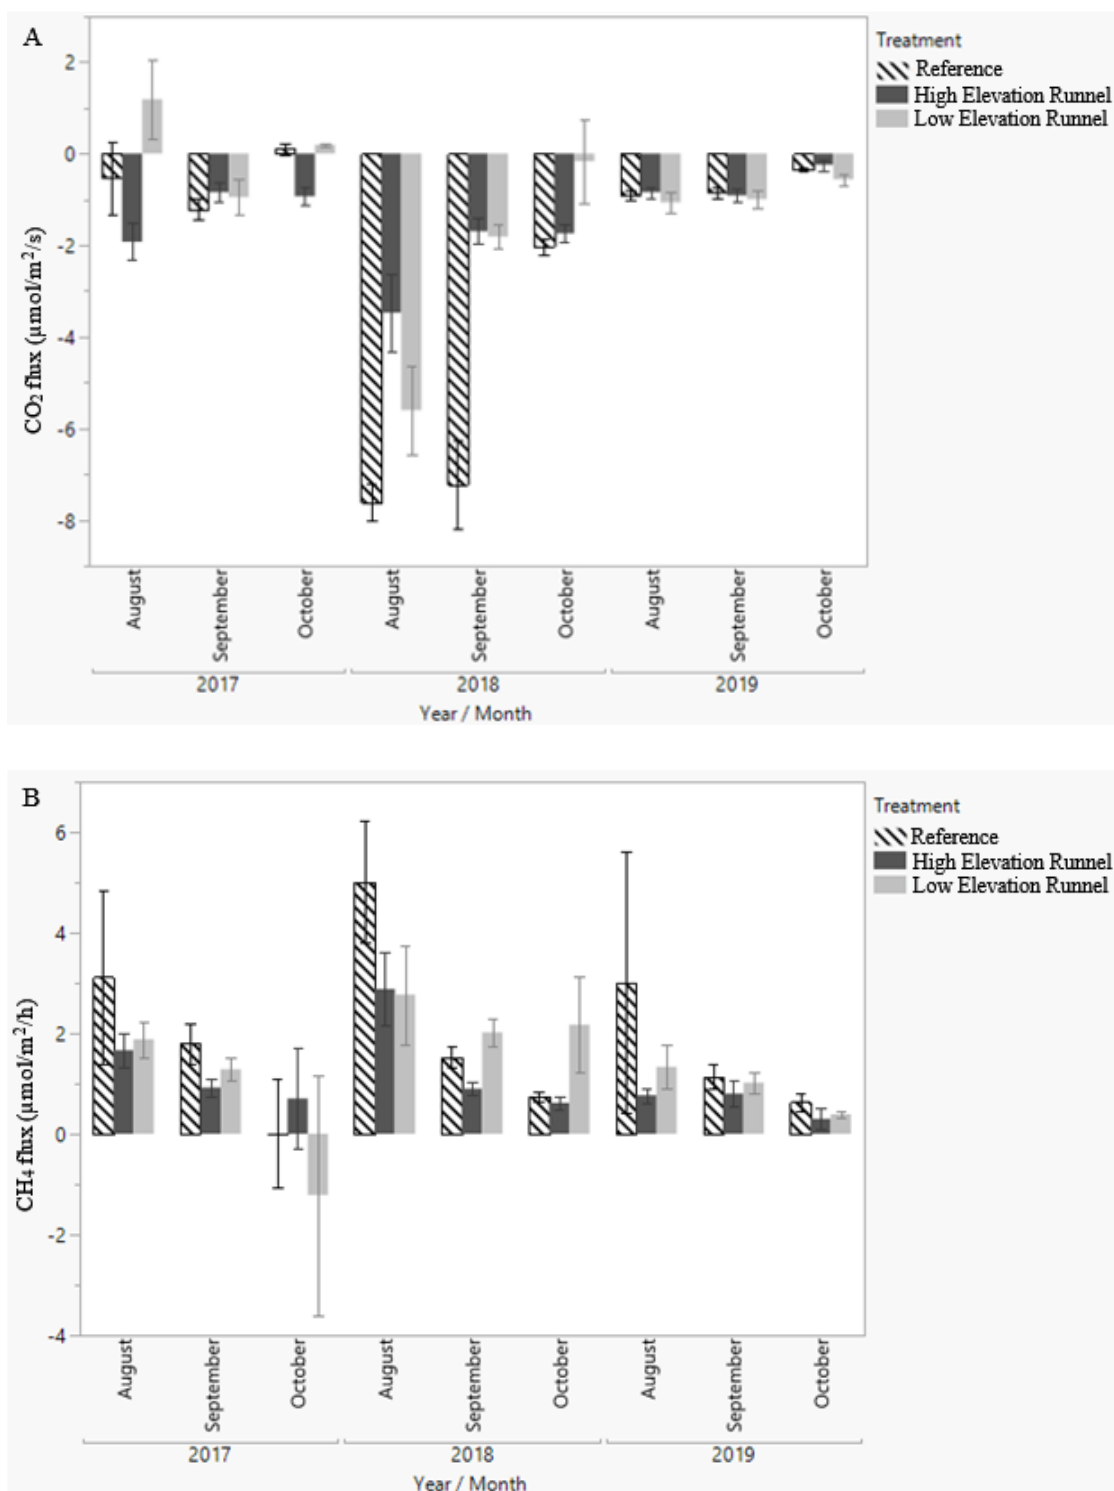 A
Treatment
Reference
High Elevation Runnel
Low Elevation Runnel
2
0
-2
-4
-6
-8
CO₂ flux (µmol/m²/s)
August
September
October
August
September
October
August
September
October
2017
2018
2019
Year / Month
B
Treatment
Reference
High Elevation Runnel
Low Elevation Runnel
6
4
2
0
-2
-4
CH₄ flux (µmol/m²/h)
August
September
October
August
September
October
August
September
October
2017
2018
2019
Year / Month